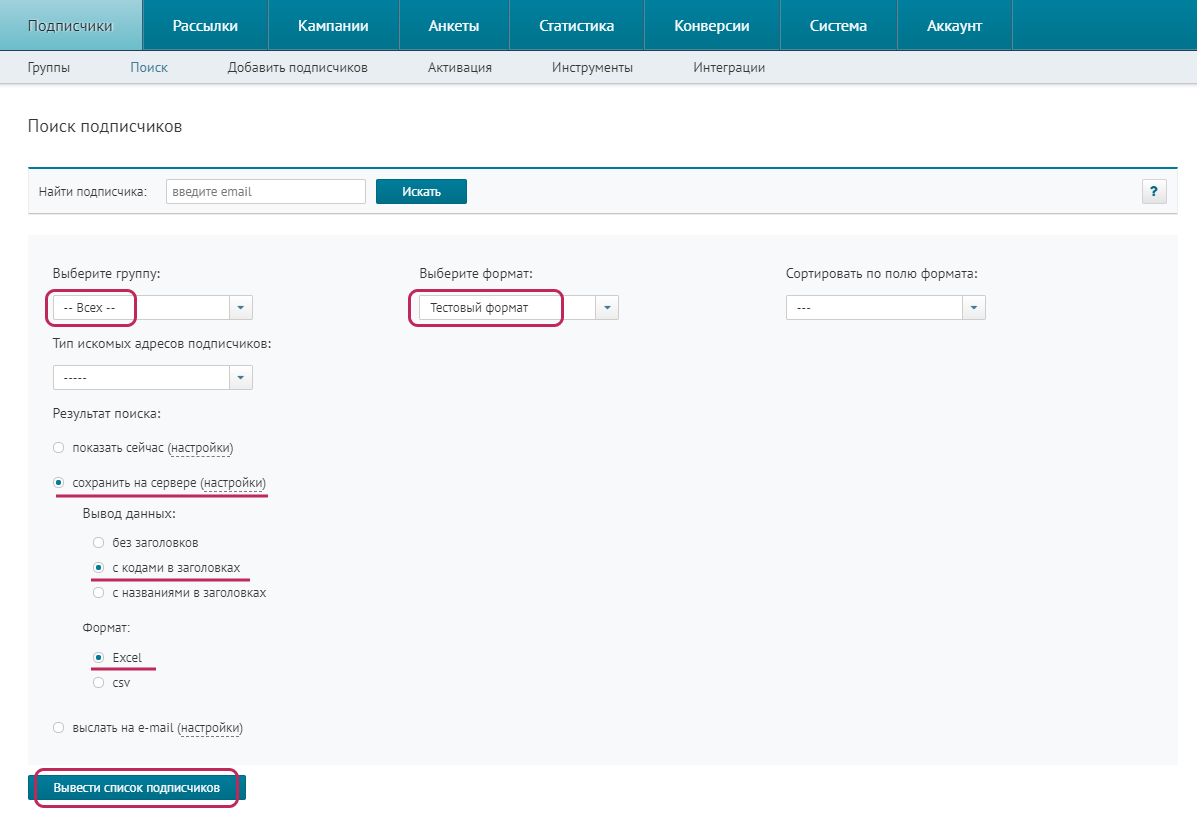 Подписчики Рассылки Кампании Анкеты Статистика Конверсии Система Аккаунт
Группы Поиск Добавить подписчиков Активация Инструменты Интеграции
Поиск подписчиков
Найти подписчика: введите email Искать ?
Выберите группу: Выберите формат: Сортировать по полю формата:
-- Всех -- Тестовый формат ---
Тип искомых адресов подписчиков:
-----
Результат поиска:
показать сейчас (настройки)
сохранить на сервере (настройки)
Вывод данных:
без заголовков
с кодами в заголовках
с названиями в заголовках
Формат:
Excel
csv
выслать на e-mail (настройки)
Вывести список подписчиков